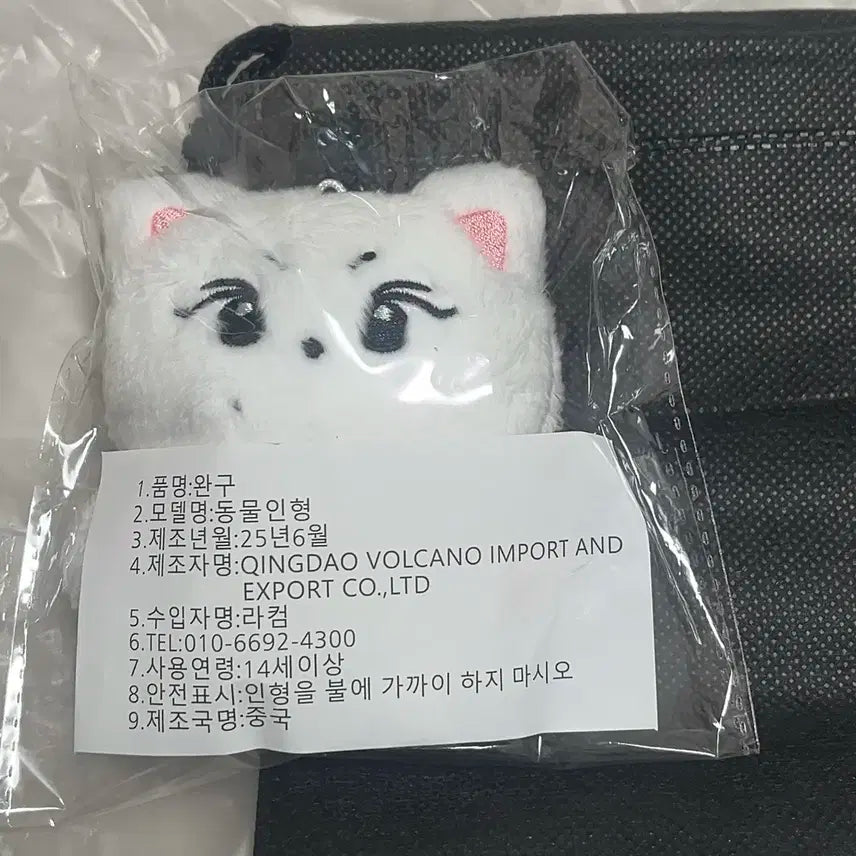 1.품명:완구
2.모델명:동물인형
3.제조년월:25년6월
4.제조자명:QINGDAO VOLCANO IMPORT AND
EXPORT CO.,LTD
5.수입자명:라컴
6.TEL:010-6692-4300
7.사용연령:14세이상
8.안전표시:인형을 불에 가까이 하지 마시오
9.제조국명:중국